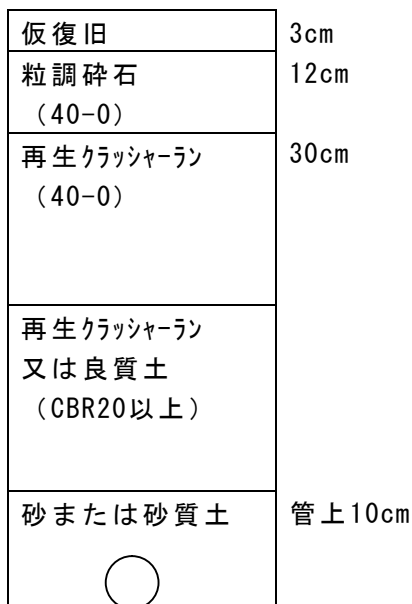 仮復旧 3cm
粒調砕石 12cm
（40-0）
再生ｸﾗｯｼｬｰﾗﾝ 30cm
（40-0）
再生ｸﾗｯｼｬｰﾗﾝ
又は良質土
（CBR20以上）
砂または砂質土 管上10cm